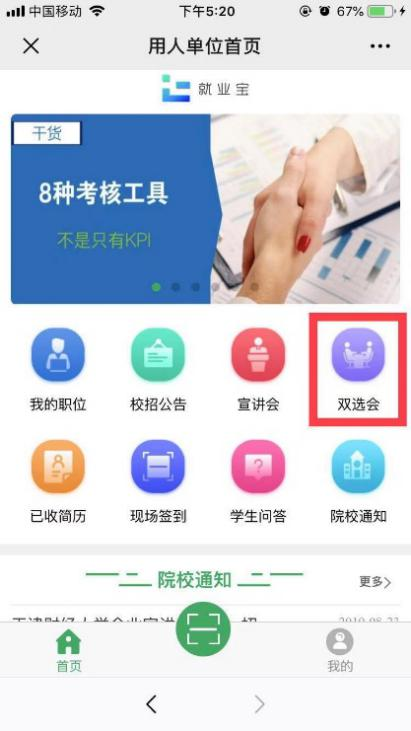 中国移动 下午5:20 67%
用人单位首页
就业宝
干货
8种考核工具
不是只有KPI
我的职位 校招公告 宣讲会 双选会
已收简历 现场签到 学生问答 院校通知
院校通知 更多
首页 我的